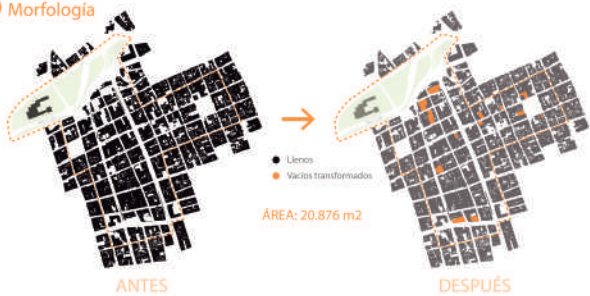 Morfología
Llenos
Vacíos transformados
ÁREA: 20.876 m2
ANTES
DESPUÉS